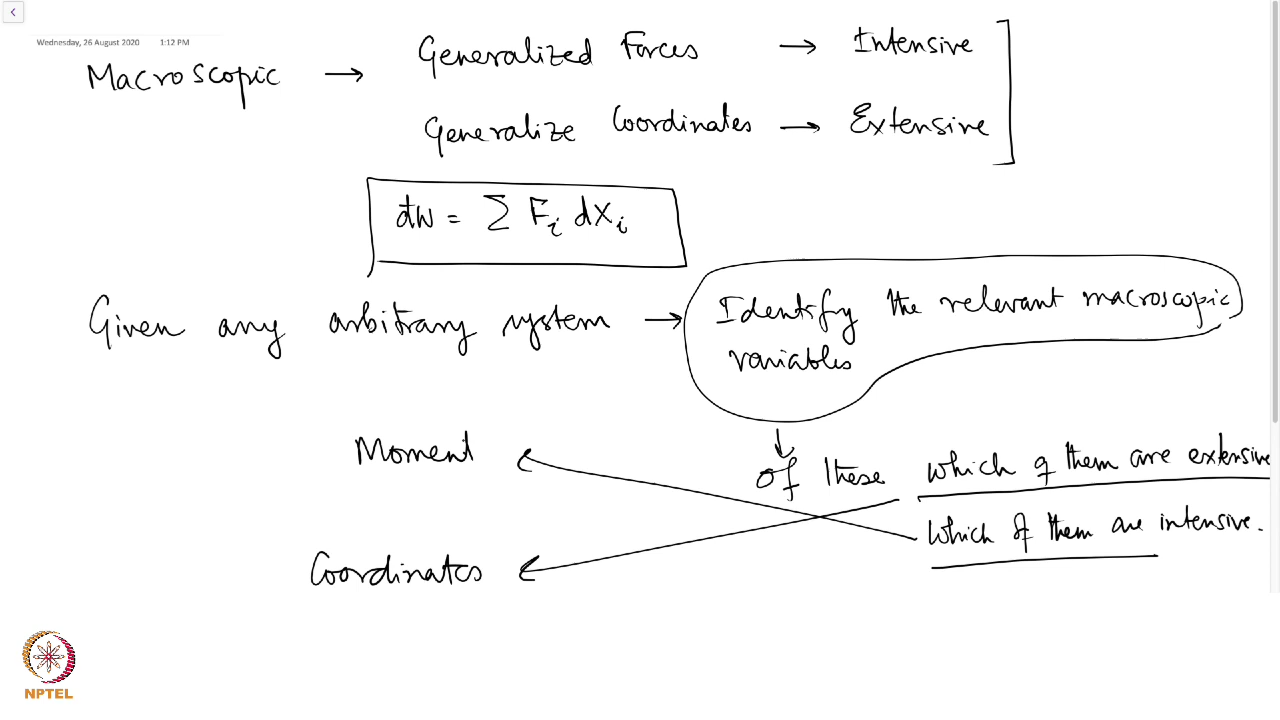 Wednesday, 26 August 2020 1:12 PM
Macroscopic → Generalized Forces → Intensive
Generalize Coordinates → Extensive
đW = Σ Fᵢ dXᵢ
Given any arbitrary system → Identify the relevant macroscopic
variables
Moment
↓ Of these which of them are extensive
which of them are intensive.
Coordinates
NPTEL